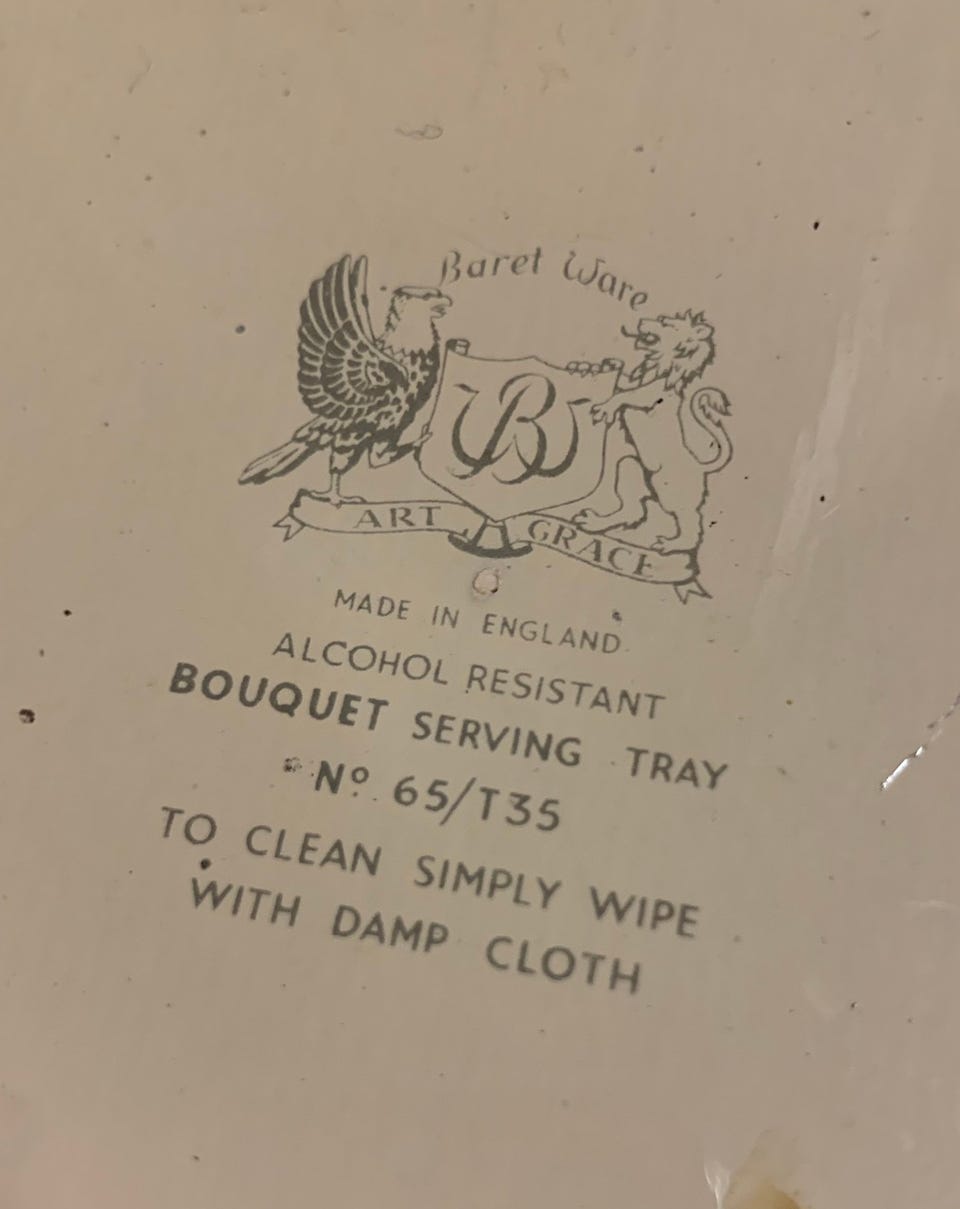 Baret Ware
BW
ART GRACE
MADE IN ENGLAND
ALCOHOL RESISTANT
BOUQUET SERVING TRAY
Nº 65/T35
TO CLEAN SIMPLY WIPE
WITH DAMP CLOTH